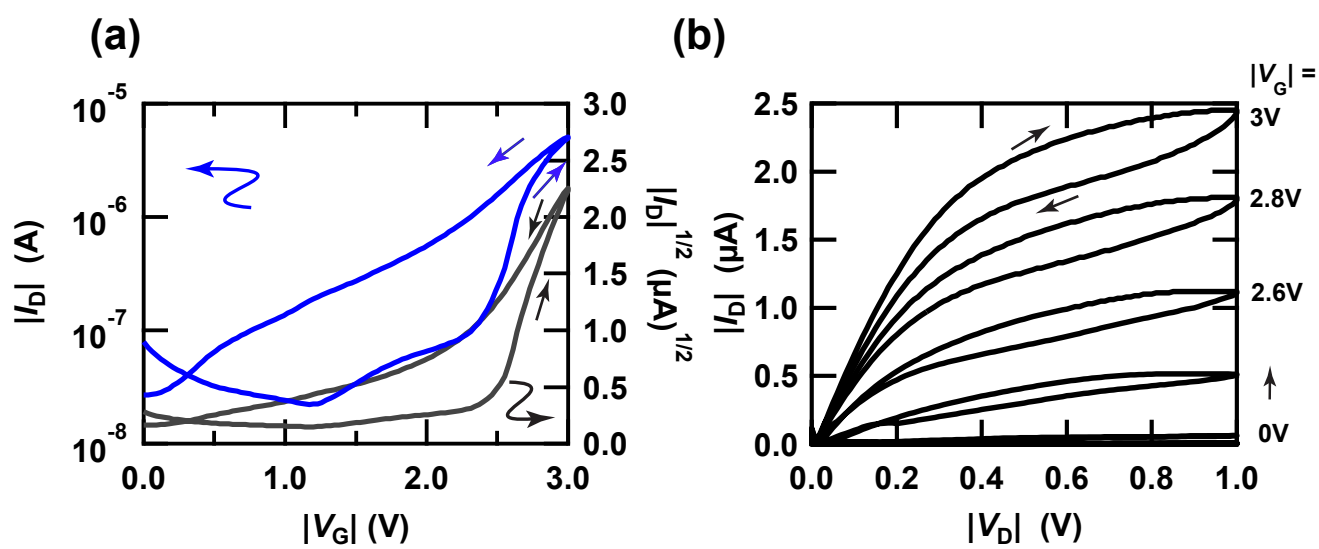 (a)
(b)
|I_D| (A)
10^-5
10^-6
10^-7
10^-8
3.0
2.5
2.0
1.5
1.0
0.5
0.0
|I_D|^1/2 (µA)^1/2
0.0 1.0 2.0 3.0
|V_G| (V)
|I_D| (µA)
2.5
2.0
1.5
1.0
0.5
0.0
0.0 0.2 0.4 0.6 0.8 1.0
|V_D| (V)
|V_G| =
3V
2.8V
2.6V
0V